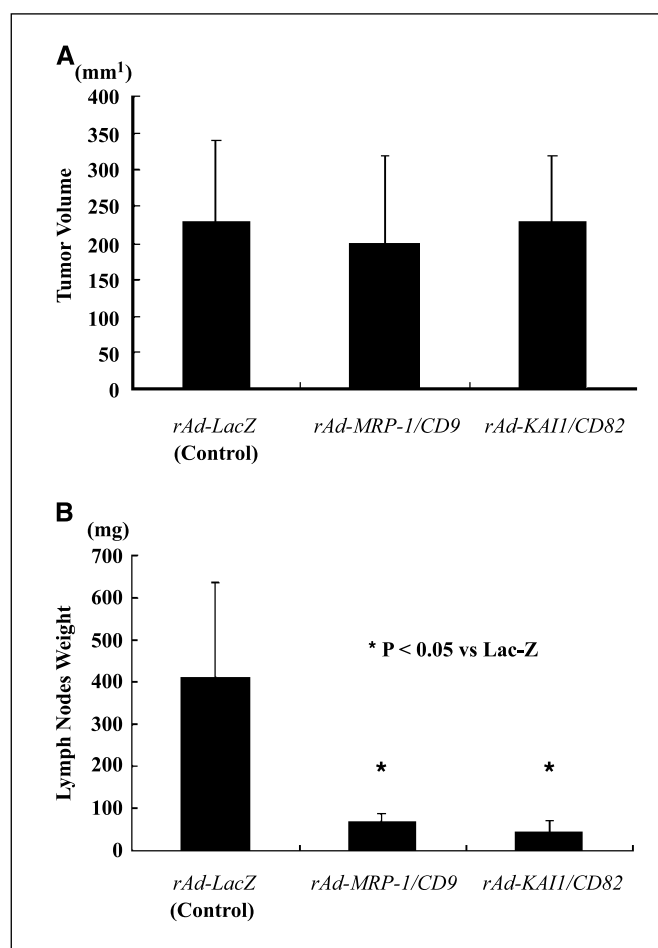 A
(mm1)
400
350
300
250
200
150
100
50
0
Tumor Volume
rAd-LacZ
(Control)
rAd-MRP-1/CD9
rAd-KAI1/CD82
B
(mg)
700
600
500
400
300
200
100
0
Lymph Nodes Weight
* P < 0.05 vs Lac-Z
*
*
rAd-LacZ
(Control)
rAd-MRP-1/CD9
rAd-KAI1/CD82